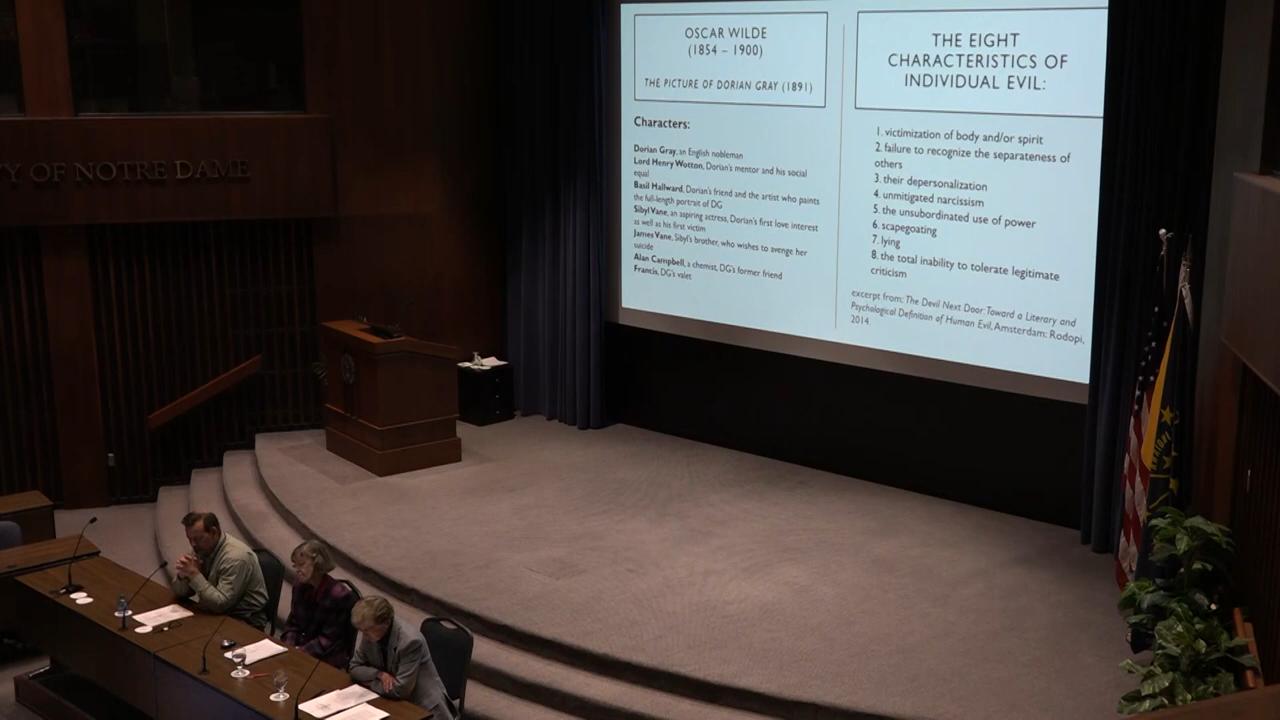 Y OF NOTRE DAME
OSCAR WILDE
(1854 – 1900)
THE PICTURE OF DORIAN GRAY (1891)
Characters:
Dorian Gray, an English nobleman
Lord Henry Wotton, Dorian's mentor and his social
equal
Basil Hallward, Dorian's friend and the artist who paints
the full-length portrait of DG
Sibyl Vane, an aspiring actress, Dorian's first love interest
as well as his first victim
James Vane, Sibyl's brother, who wishes to avenge her
suicide
Alan Campbell, a chemist, DG's former friend
Francis, DG's valet
THE EIGHT
CHARACTERISTICS OF
INDIVIDUAL EVIL:
1. victimization of body and/or spirit
2. failure to recognize the separateness of
others
3. their depersonalization
4. unmitigated narcissism
5. the unsubordinated use of power
6. scapegoating
7. lying
8. the total inability to tolerate legitimate
criticism
excerpt from: The Devil Next Door: Toward a Literary and
Psychological Definition of Human Evil, Amsterdam: Rodopi,
2014.